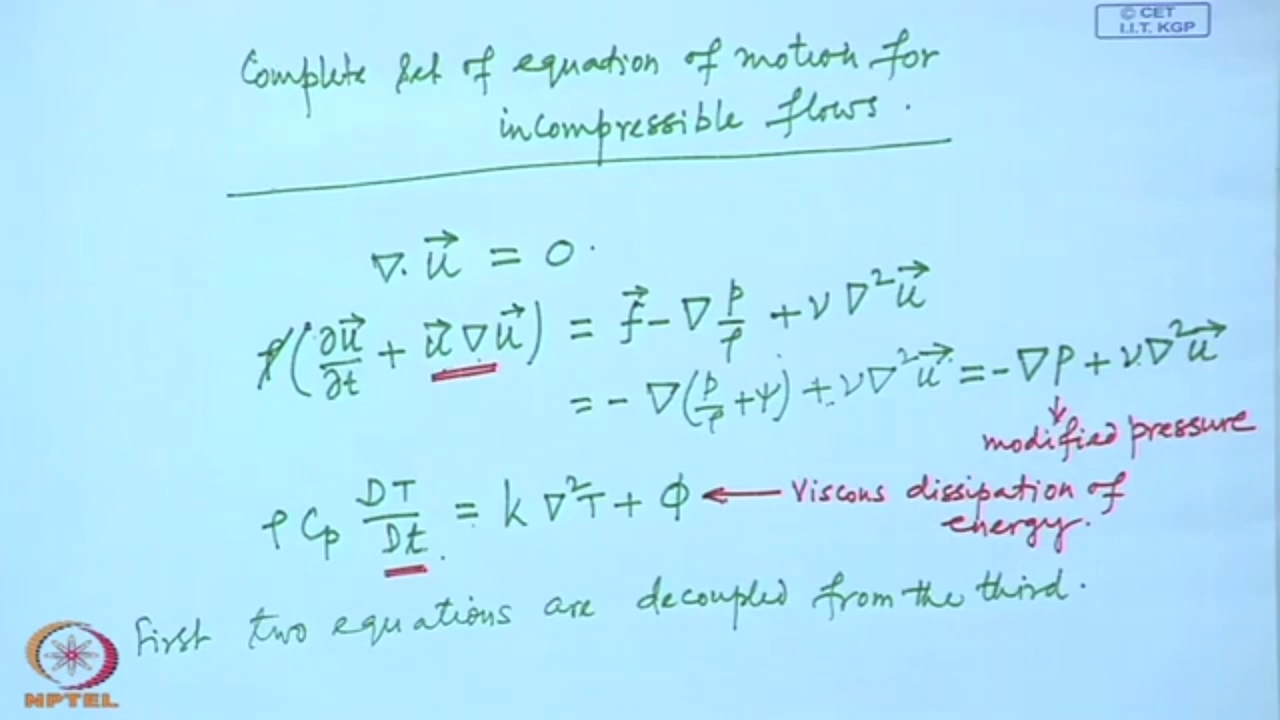 © CET
I.I.T. KGP
Complete set of equation of motion for
incompressible flows.
∇. u⃗ = 0.
ρ(∂u⃗/∂t + u⃗∇u⃗) = f⃗ - ∇ p/ρ + ν∇²u⃗
= - ∇(p/ρ + ψ) + ν∇²u⃗ = - ∇p + ν∇²u⃗
modified pressure
ρ Cp DT/Dt = k ∇²T + Φ ← Viscous dissipation of
energy.
First two equations are decoupled from the third.
NPTEL